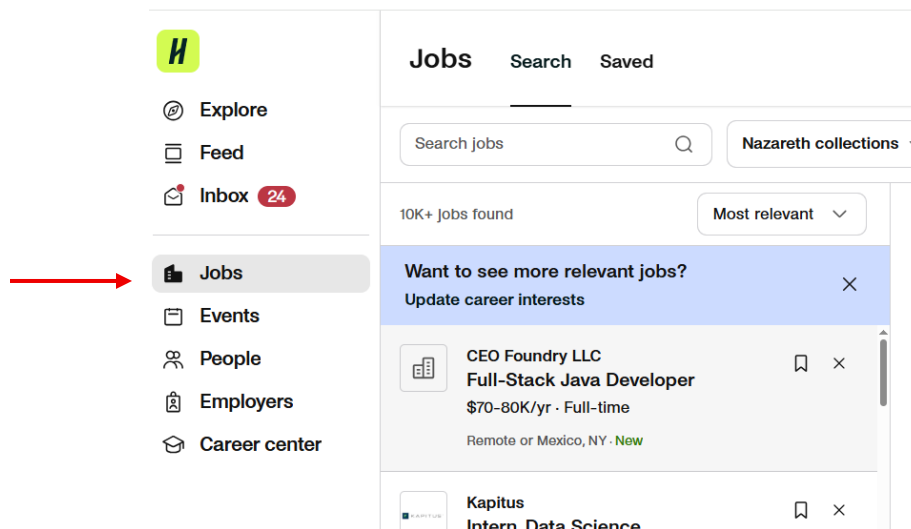 H
Explore
Feed
Inbox 24
Jobs
Events
People
Employers
Career center
Jobs Search Saved
Search jobs
Nazareth collections
10K+ jobs found
Most relevant
Want to see more relevant jobs?
Update career interests
CEO Foundry LLC
Full-Stack Java Developer
$70-80K/yr · Full-time
Remote or Mexico, NY · New
KAPITUS
Kapitus
Intern, Data Science